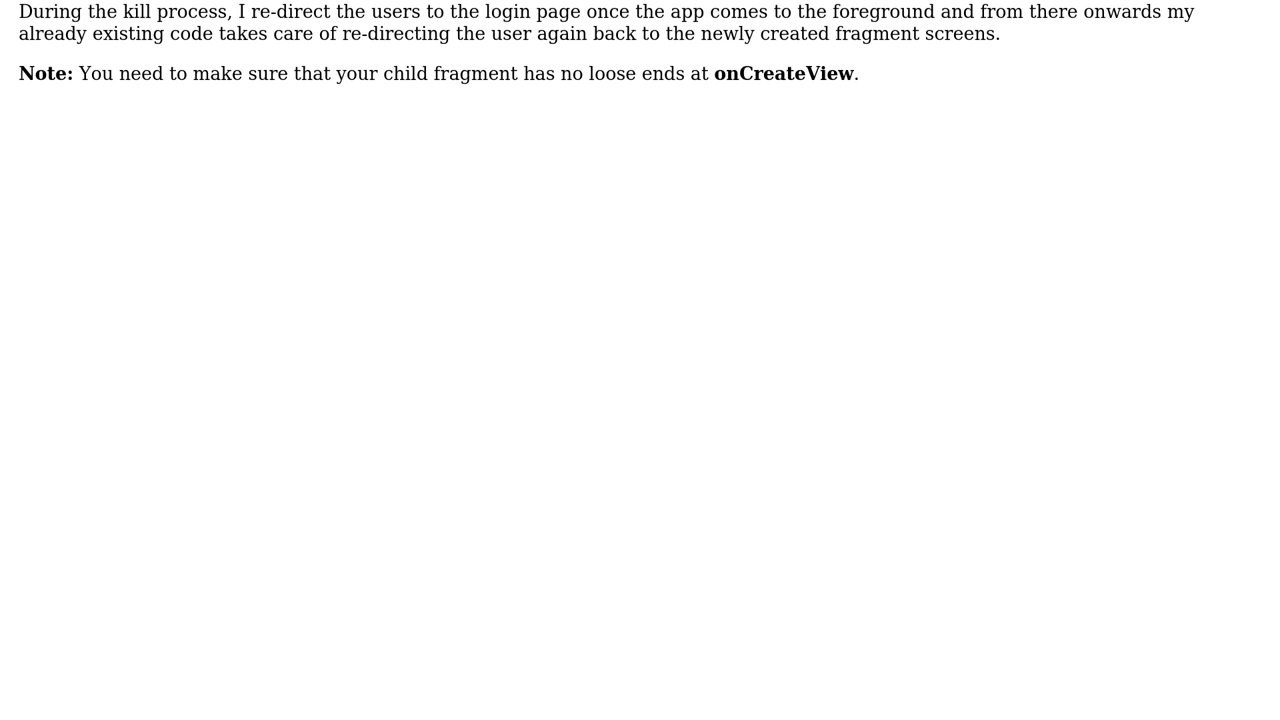 During the kill process, I re-direct the users to the login page once the app comes to the foreground and from there onwards my
already existing code takes care of re-directing the user again back to the newly created fragment screens.
Note: You need to make sure that your child fragment has no loose ends at onCreateView.